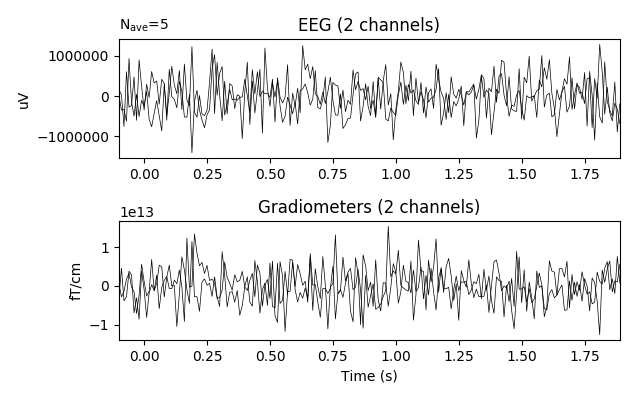 N_ave=5
EEG (2 channels)
1000000
0
−1000000
uV
0.00 0.25 0.50 0.75 1.00 1.25 1.50 1.75
1e13
Gradiometers (2 channels)
1
0
−1
fT/cm
0.00 0.25 0.50 0.75 1.00 1.25 1.50 1.75
Time (s)